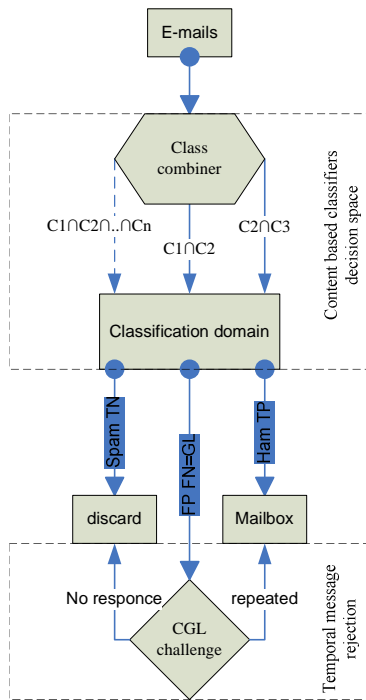 E-mails
Class
combiner
C1∩C2∩..∩Cn
C1∩C2
C2∩C3
Content based classifiers
decision space
Classification domain
Spam TN
FP FN=GL
Ham TP
discard
Mailbox
No responce
repeated
CGL
challenge
Temporal message
rejection